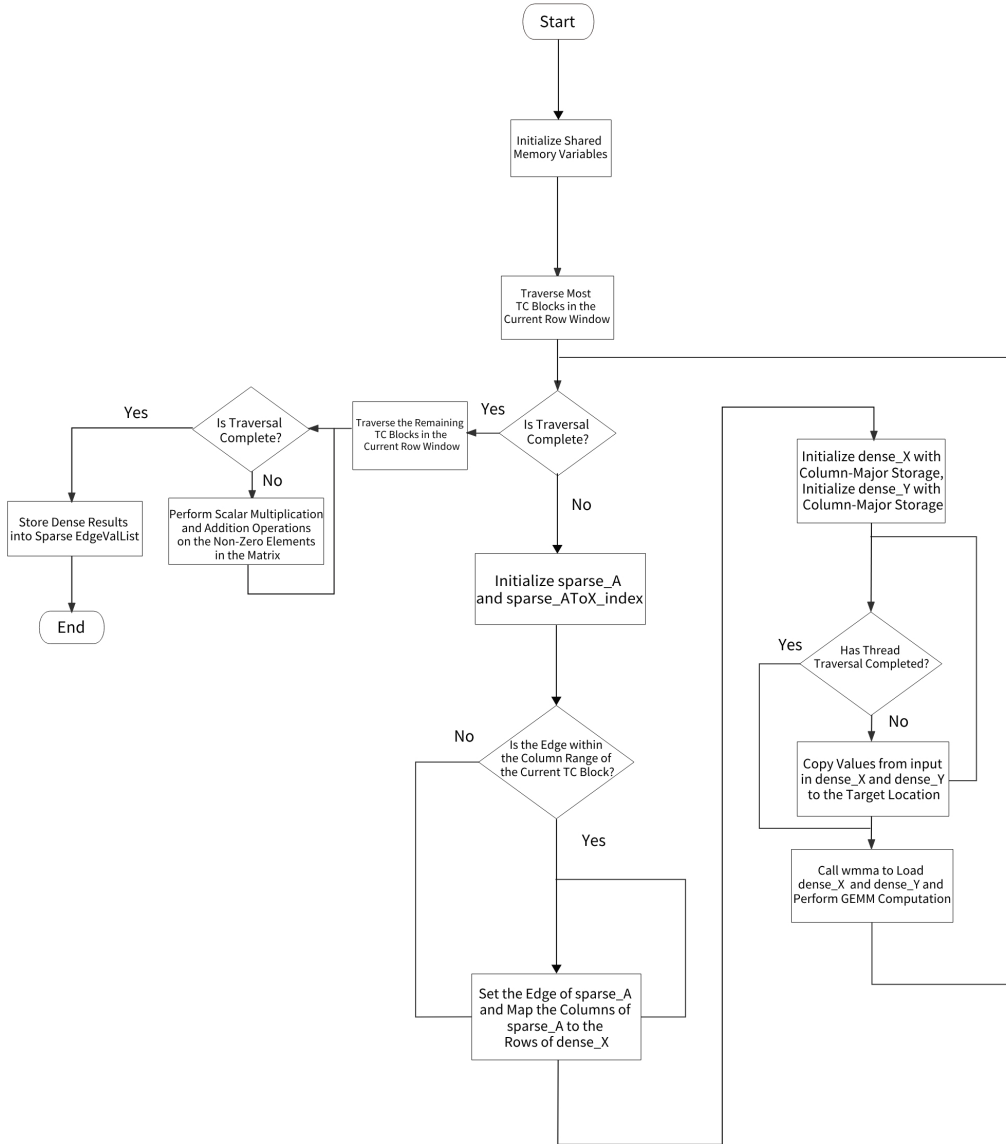 Start
Initialize Shared
Memory Variables
Traverse Most
TC Blocks in the
Current Row Window
Is Traversal
Complete?
Yes
Traverse the Remaining
TC Blocks in the
Current Row Window
Is Traversal
Complete?
Yes
Store Dense Results
into Sparse EdgeValList
End
No
Perform Scalar Multiplication
and Addition Operations
on the Non-Zero Elements
in the Matrix
No
Initialize sparse_A
and sparse_AToX_index
Is the Edge within
the Column Range of
the Current TC Block?
No
Yes
Set the Edge of sparse_A
and Map the Columns of
sparse_A to the
Rows of dense_X
Initialize dense_X with
Column-Major Storage,
Initialize dense_Y with
Column-Major Storage
Has Thread
Traversal Completed?
Yes
No
Copy Values from input
in dense_X and dense_Y
to the Target Location
Call wmma to Load
dense_X and dense_Y and
Perform GEMM Computation